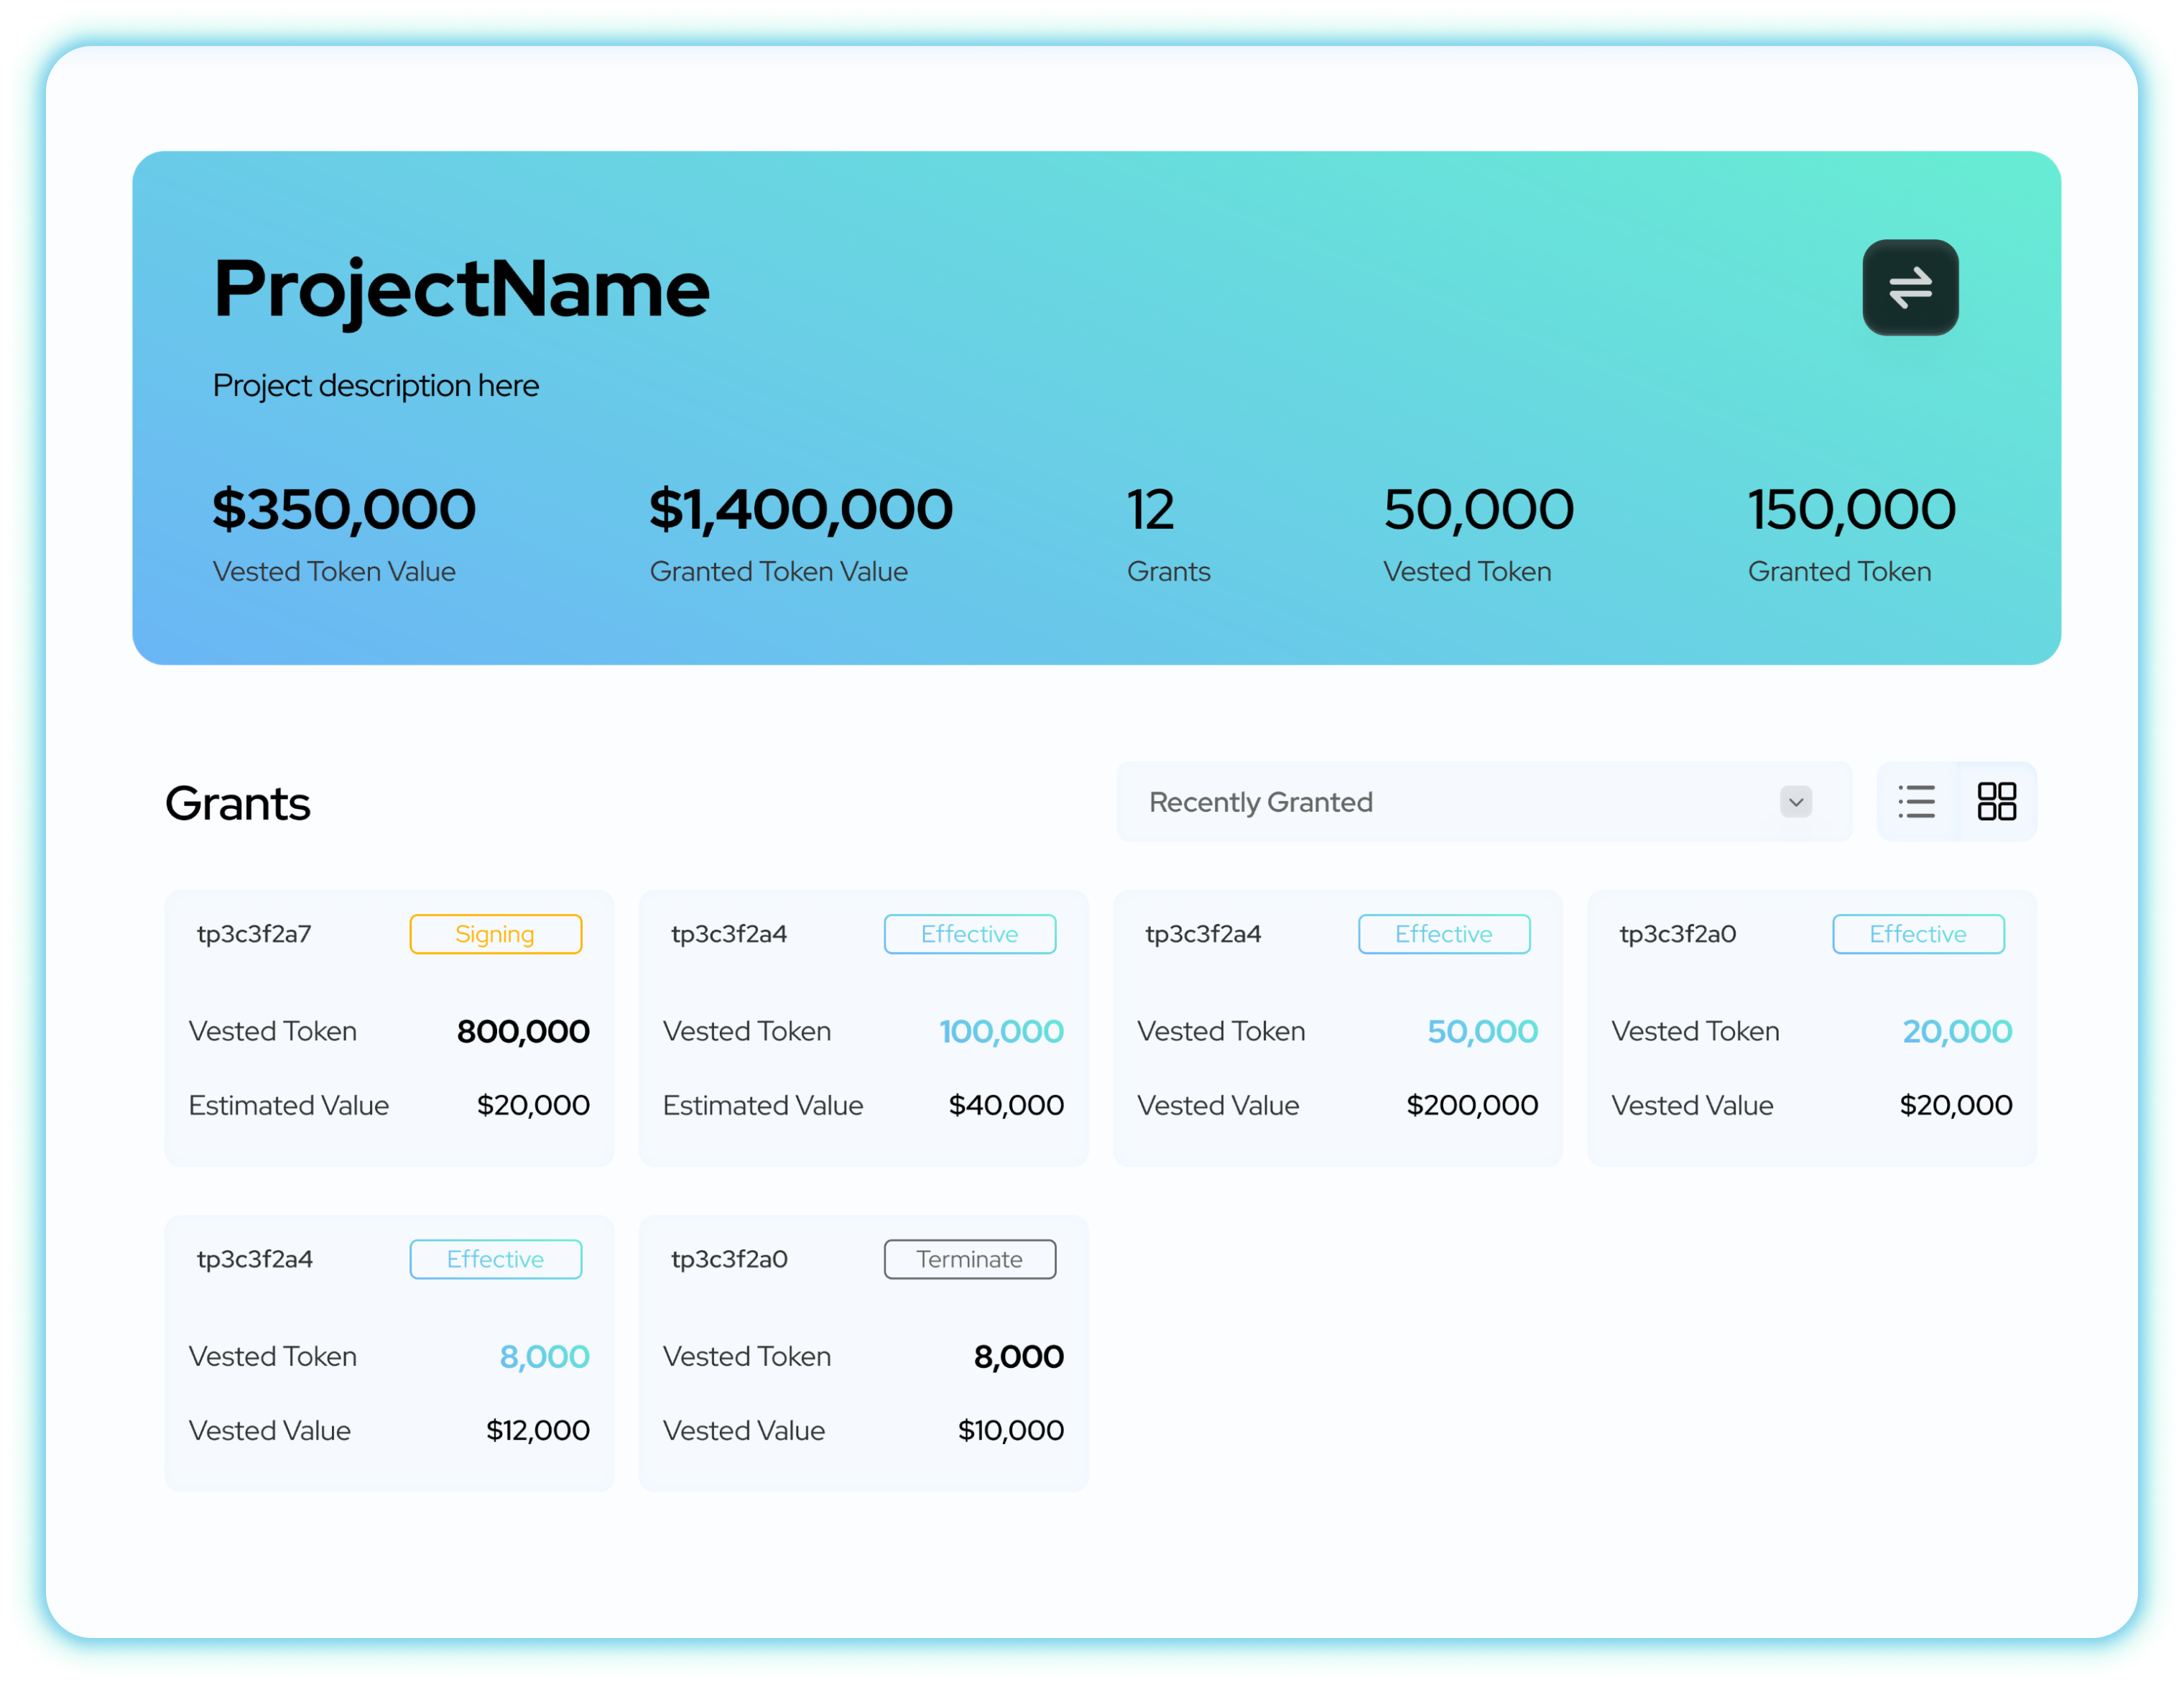 ProjectName
Project description here
$350,000 $1,400,000 12 50,000 150,000
Vested Token Value Granted Token Value Grants Vested Token Granted Token
Grants
Recently Granted
tp3c3f2a7 Signing
Vested Token 800,000
Estimated Value $20,000
tp3c3f2a4 Effective
Vested Token 100,000
Estimated Value $40,000
tp3c3f2a4 Effective
Vested Token 50,000
Vested Value $200,000
tp3c3f2a0 Effective
Vested Token 20,000
Vested Value $20,000
tp3c3f2a4 Effective
Vested Token 8,000
Vested Value $12,000
tp3c3f2a0 Terminate
Vested Token 8,000
Vested Value $10,000